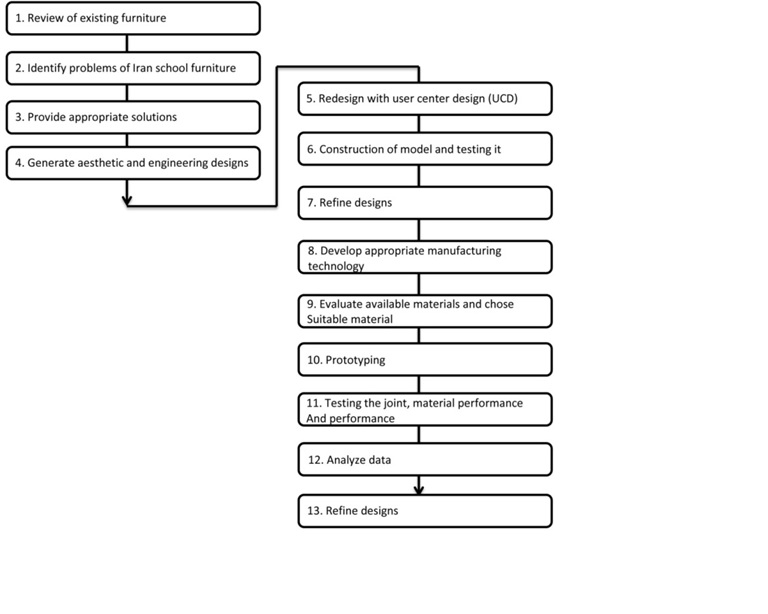 1. Review of existing furniture
2. Identify problems of Iran school furniture
3. Provide appropriate solutions
4. Generate aesthetic and engineering designs
5. Redesign with user center design (UCD)
6. Construction of model and testing it
7. Refine designs
8. Develop appropriate manufacturing
technology
9. Evaluate available materials and chose
Suitable material
10. Prototyping
11. Testing the joint, material performance
And performance
12. Analyze data
13. Refine designs